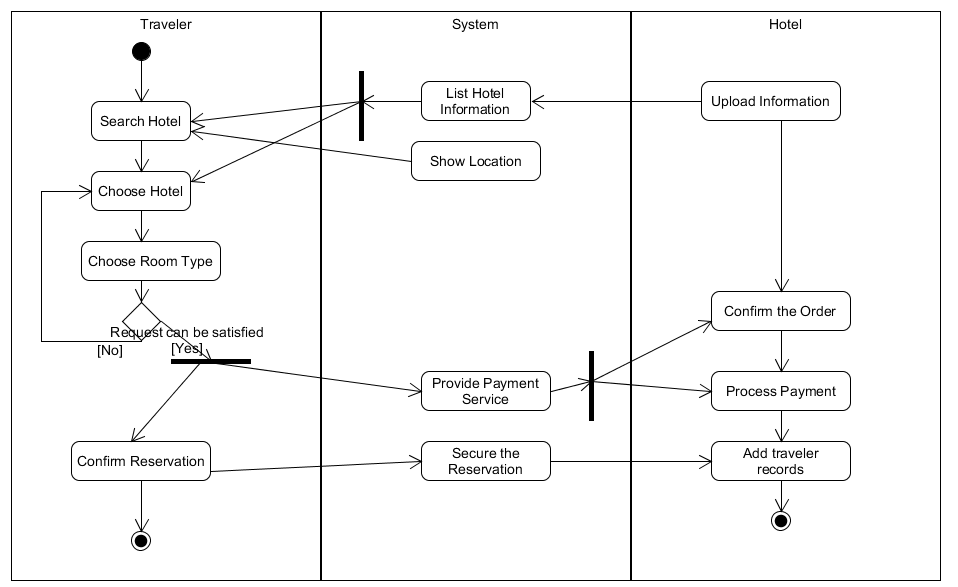 Traveler
System
Hotel
Search Hotel
List Hotel
Information
Upload Information
Show Location
Choose Hotel
Choose Room Type
Request can be satisfied
[No]
[Yes]
Confirm the Order
Provide Payment
Service
Process Payment
Confirm Reservation
Secure the
Reservation
Add traveler
records